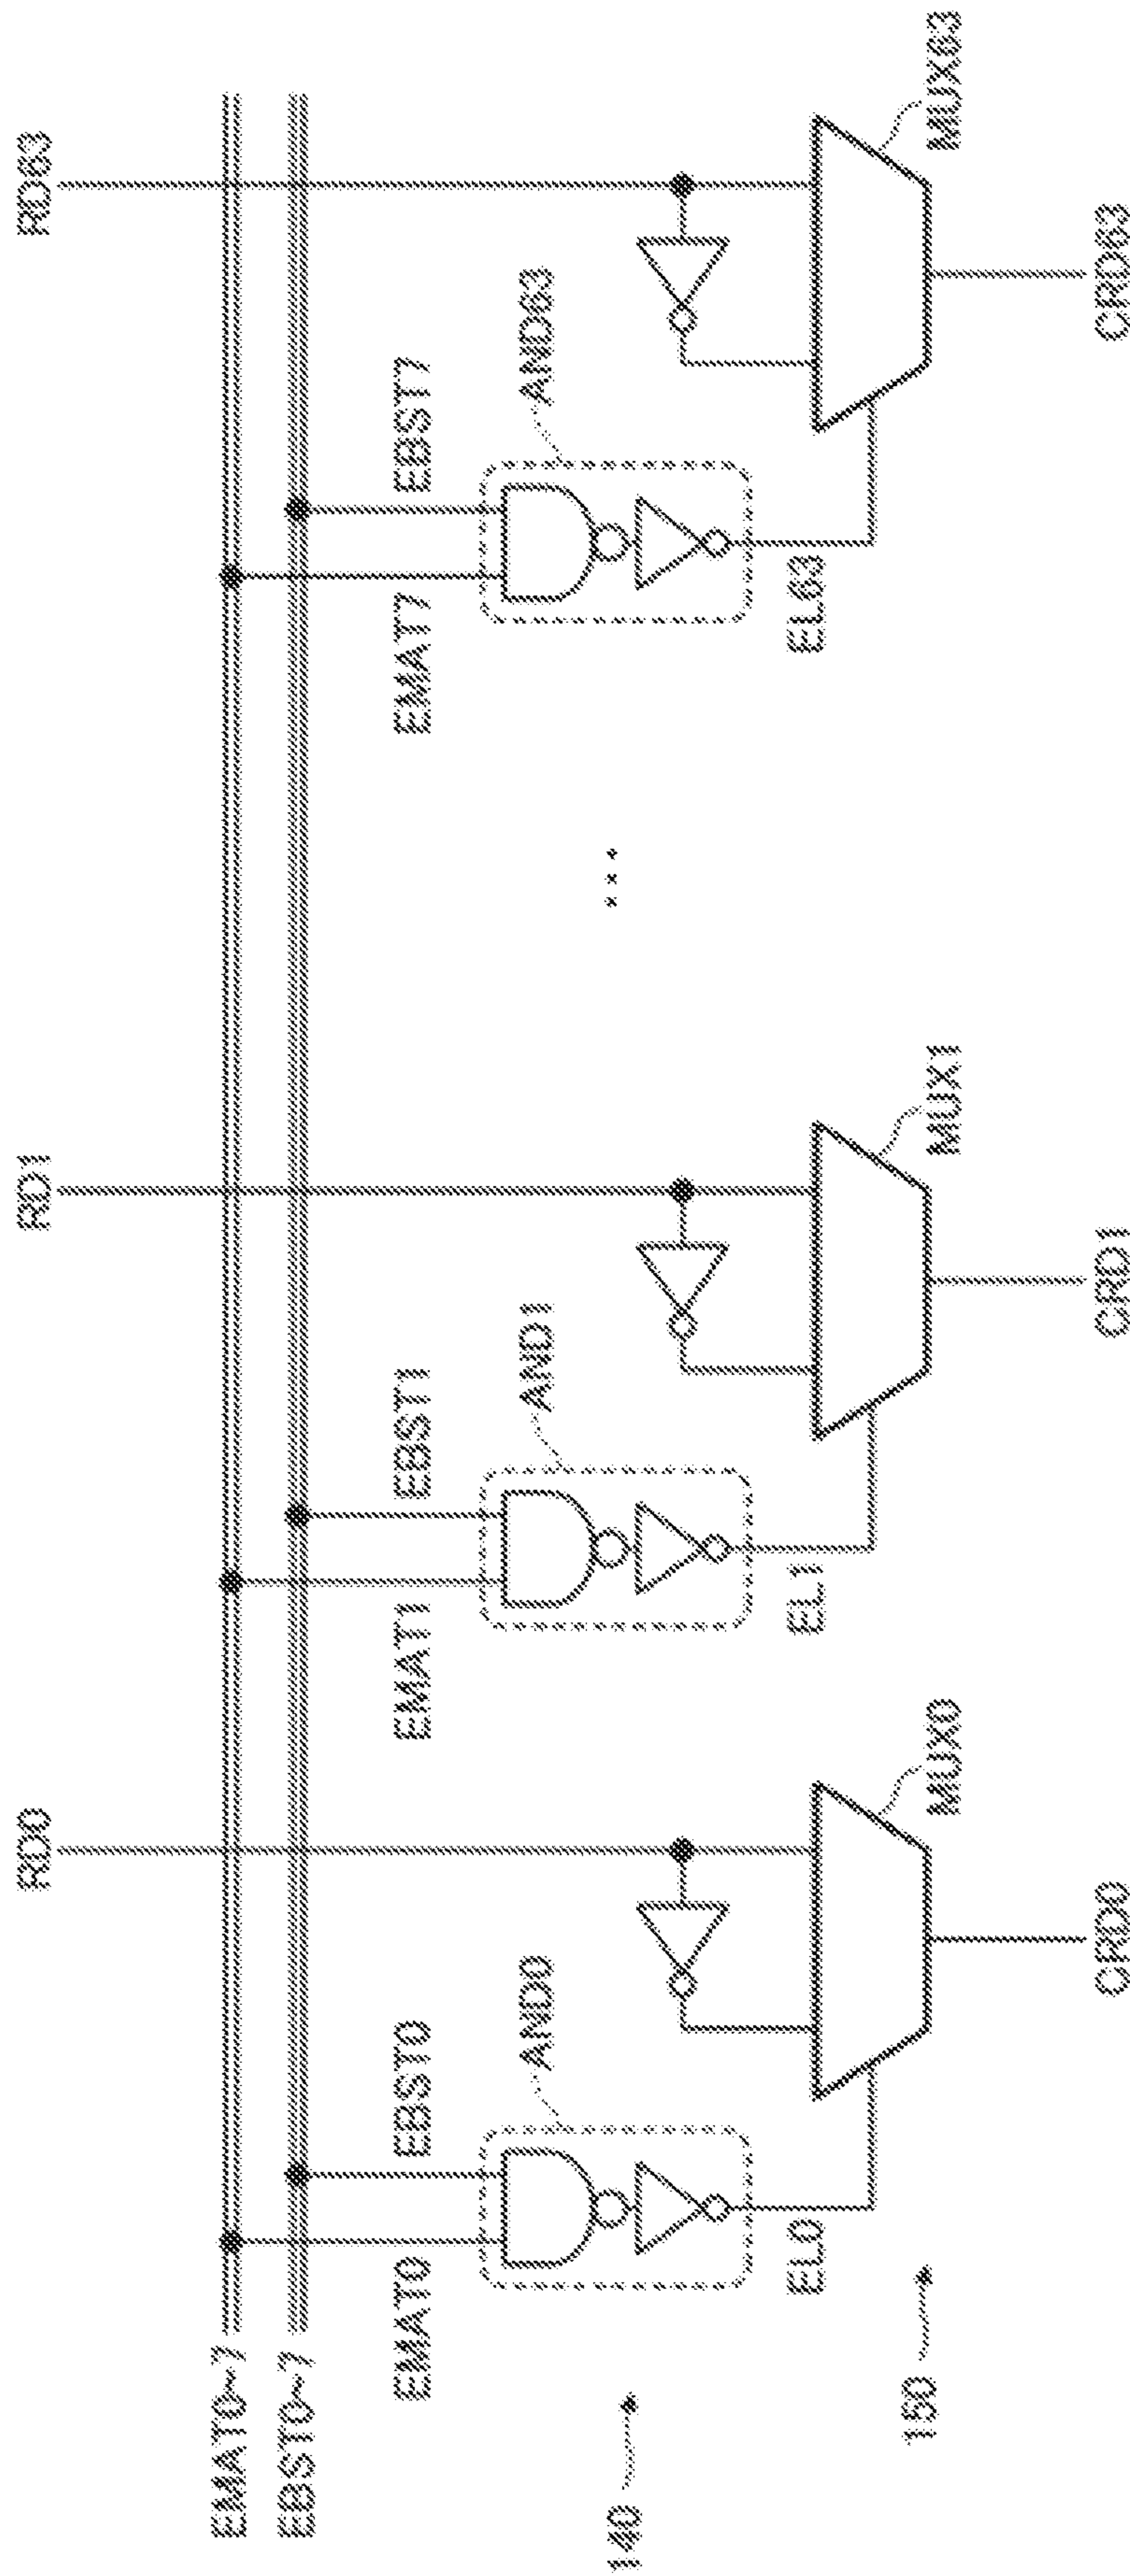 RD0
RD1
RD63
EMAT0~7
EBST0~7
EMAT0
EBST0
EMAT1
EBST1
EMAT7
EBST7
140
AND0
AND1
AND63
...
EL0
EL1
EL63
150
MUX0
MUX1
MUX63
CRD0
CRD1
CRD63